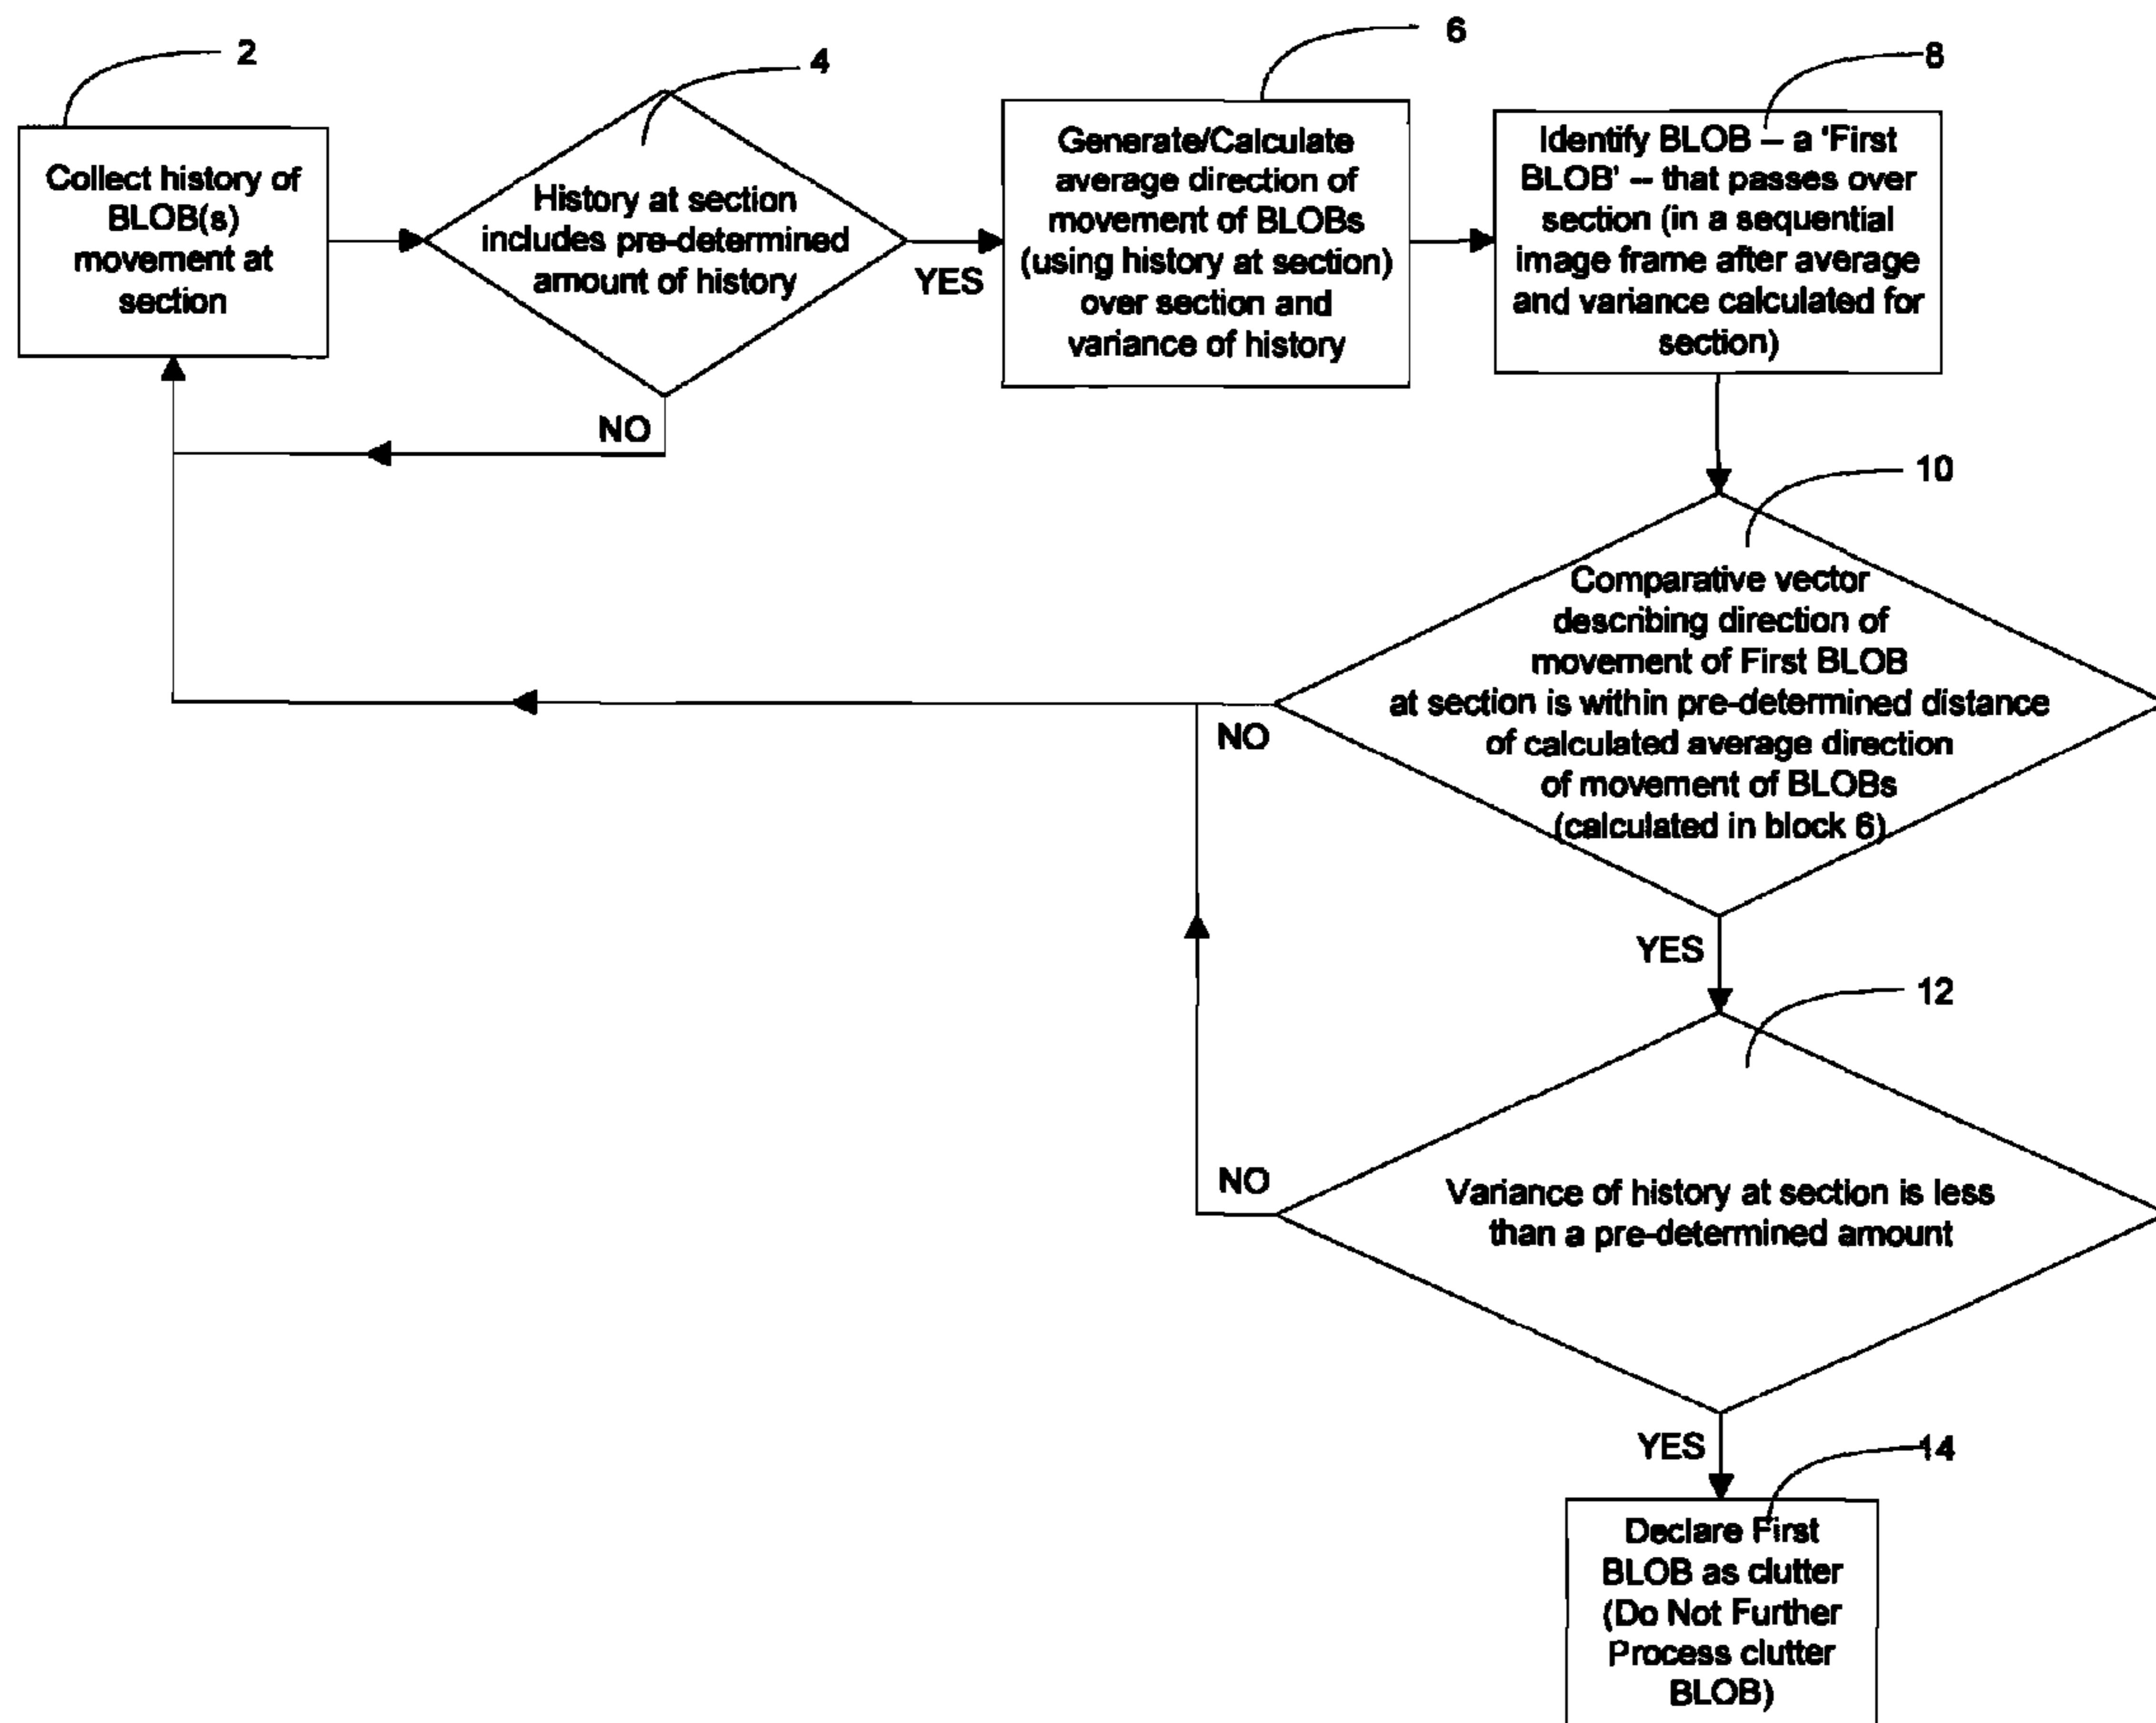 2
Collect history of
BLOB(s)
movement at
section
4
History at section
includes pre-determined
amount of history
YES
NO
6
Generate/Calculate
average direction of
movement of BLOBs
(using history at section)
over section and
variance of history
8
Identify BLOB – a 'First
BLOB' -- that passes over
section (in a sequential
image frame after average
and variance calculated for
section)
10
Comparative vector
describing direction of
movement of First BLOB
at section is within pre-determined distance
of calculated average direction
of movement of BLOBs
(calculated in block 6)
NO
YES
12
Variance of history at section is less
than a pre-determined amount
NO
YES
14
Declare First
BLOB as clutter
(Do Not Further
Process clutter
BLOB)